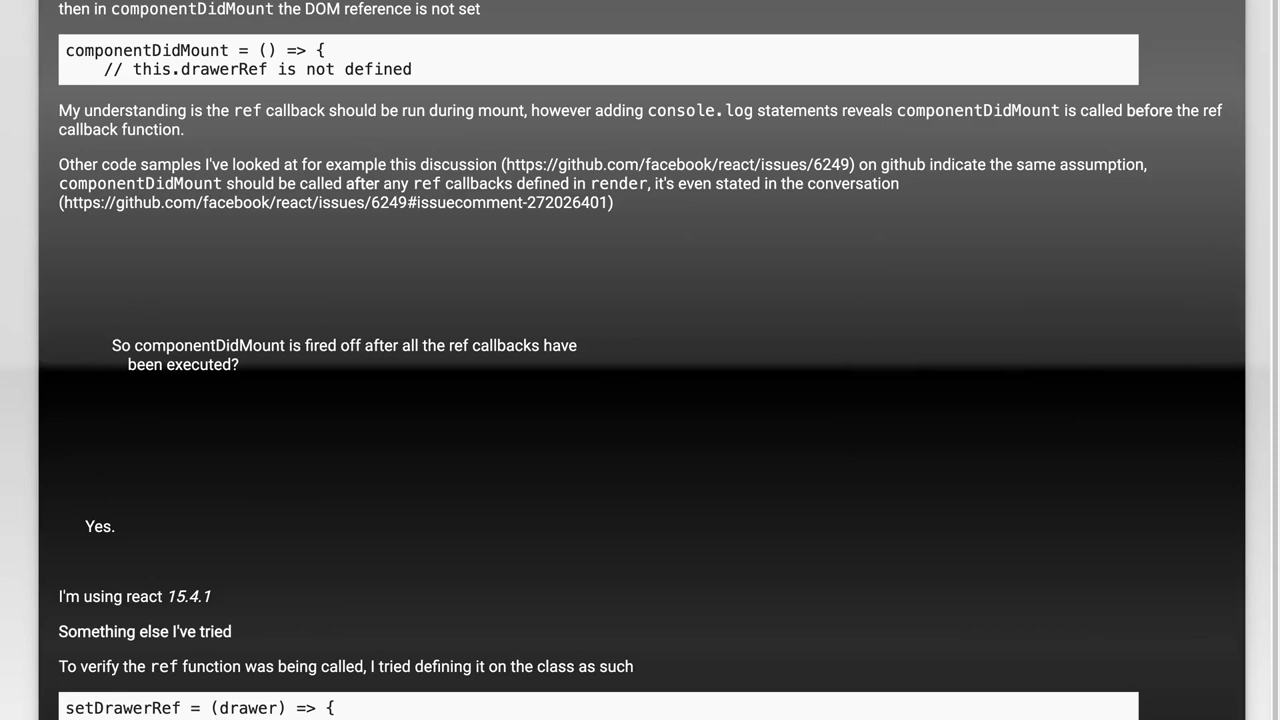 then in componentDidMount the DOM reference is not set
componentDidMount = () => {
// this.drawerRef is not defined
My understanding is the ref callback should be run during mount, however adding console.log statements reveals componentDidMount is called before the ref
callback function.
Other code samples I've looked at for example this discussion (https://github.com/facebook/react/issues/6249) on github indicate the same assumption,
componentDidMount should be called after any ref callbacks defined in render, it's even stated in the conversation
(https://github.com/facebook/react/issues/6249#issuecomment-272026401)
So componentDidMount is fired off after all the ref callbacks have
been executed?
Yes.
I'm using react 15.4.1
Something else I've tried
To verify the ref function was being called, I tried defining it on the class as such
setDrawerRef = (drawer) => {